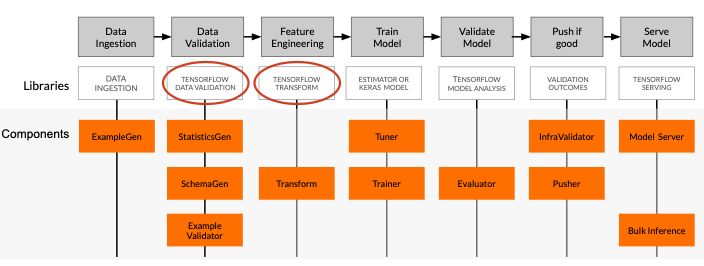 Data Ingestion
Data Validation
Feature Engineering
Train Model
Validate Model
Push if good
Serve Model
Libraries
DATA INGESTION
TENSORFLOW DATA VALIDATION
TENSORFLOW TRANSFORM
ESTIMATOR OR KERAS MODEL
TENSORFLOW MODEL ANALYSIS
VALIDATION OUTCOMES
TENSORFLOW SERVING
Components
ExampleGen
StatisticsGen
Tuner
InfraValidator
Model Server
SchemaGen
Transform
Trainer
Evaluator
Pusher
Example Validator
Bulk Inference